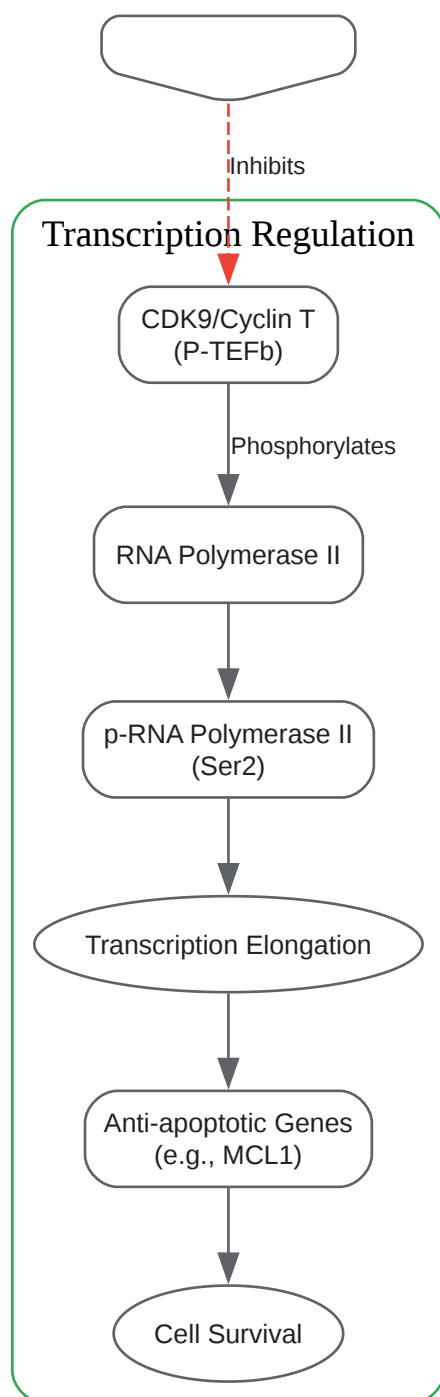 Inhibits
Transcription Regulation
CDK9/Cyclin T
(P-TEFb)
Phosphorylates
RNA Polymerase II
p-RNA Polymerase II
(Ser2)
Transcription Elongation
Anti-apoptotic Genes
(e.g., MCL1)
Cell Survival